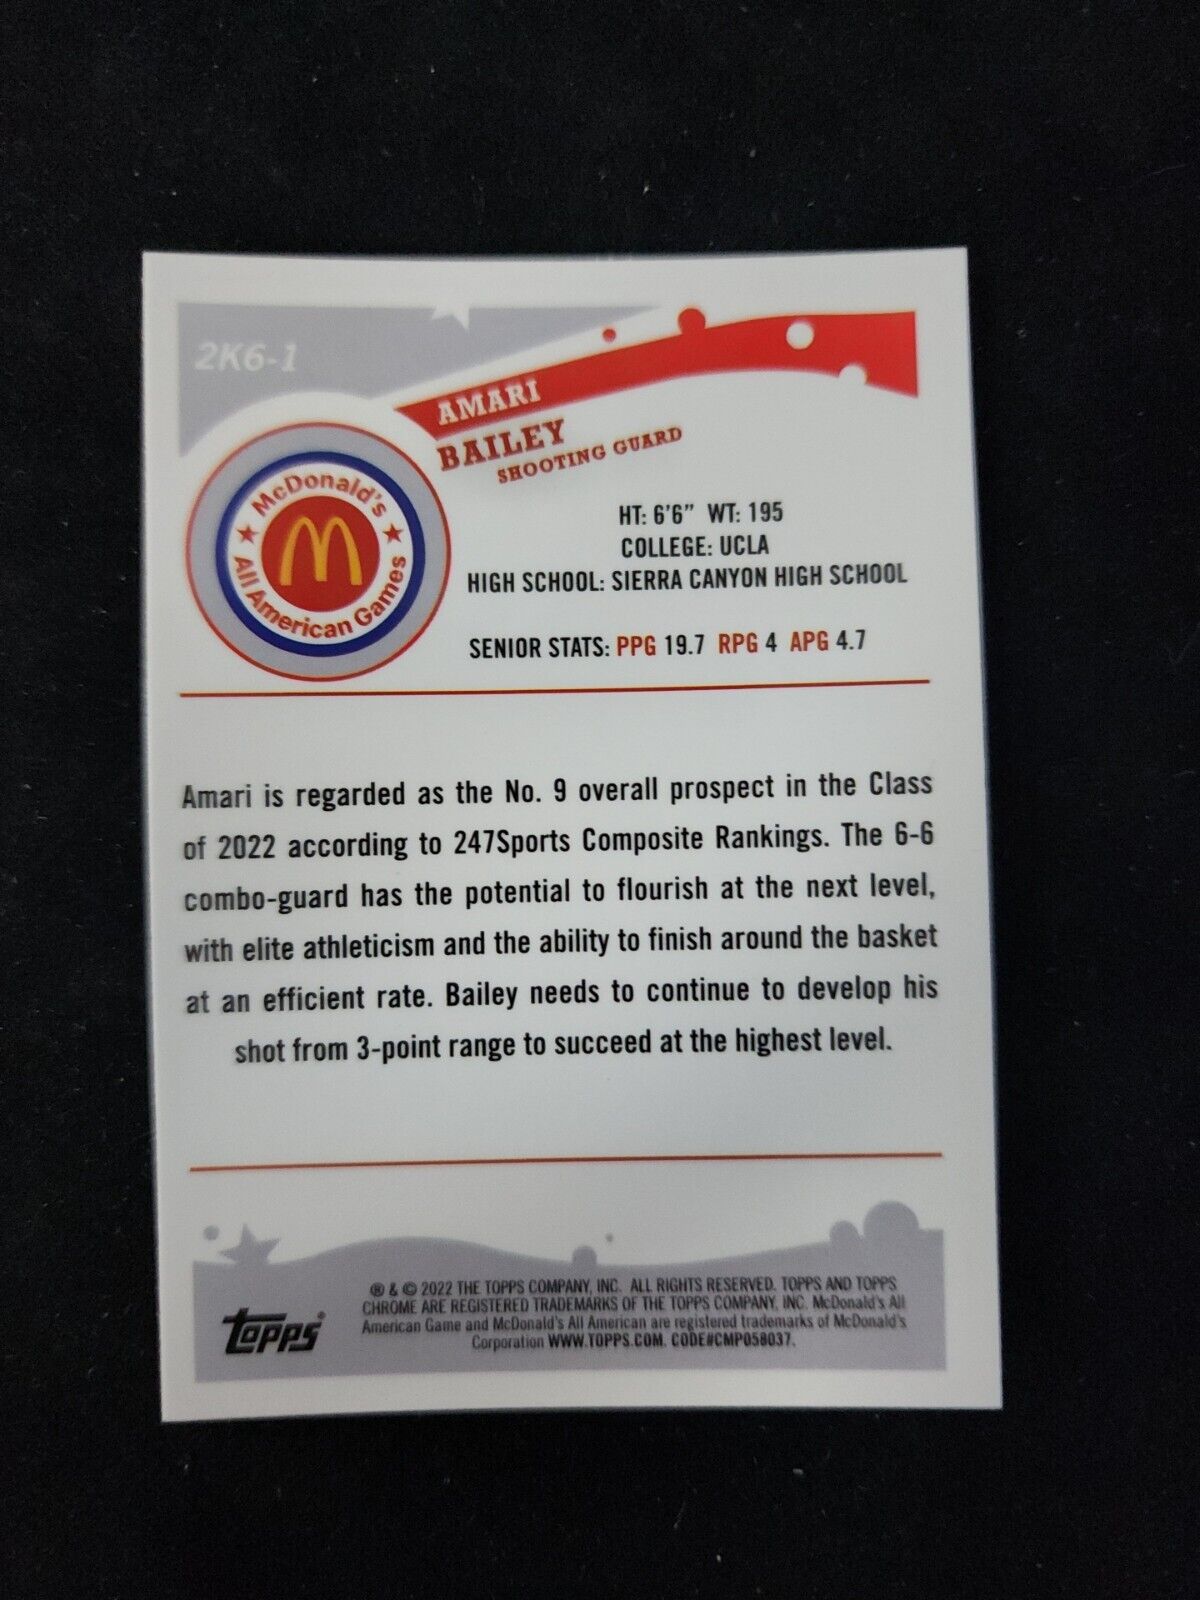 2K6-1
AMARI
BAILEY
SHOOTING GUARD
McDonald's
All American Games
HT: 6'6" WT: 195
COLLEGE: UCLA
HIGH SCHOOL: SIERRA CANYON HIGH SCHOOL
SENIOR STATS: PPG 19.7 RPG 4 APG 4.7
Amari is regarded as the No. 9 overall prospect in the Class
of 2022 according to 247Sports Composite Rankings. The 6-6
combo-guard has the potential to flourish at the next level,
with elite athleticism and the ability to finish around the basket
at an efficient rate. Bailey needs to continue to develop his
shot from 3-point range to succeed at the highest level.
topps®
® & © 2022 THE TOPPS COMPANY, INC. ALL RIGHTS RESERVED. TOPPS AND TOPPS
CHROME ARE REGISTERED TRADEMARKS OF THE TOPPS COMPANY, INC. McDonald's All
American Game and McDonald's All American are registered trademarks of McDonald's
Corporation WWW.TOPPS.COM. CODE#CMP058037.